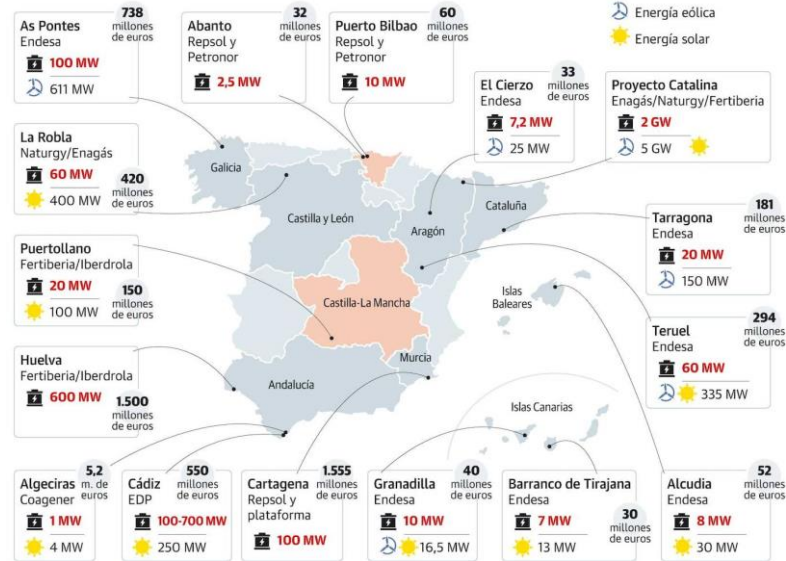 Energía eólica
Energía solar
As Pontes
Endesa
100 MW
611 MW
738
millones
de euros
Abanto
Repsol y
Petronor
2,5 MW
32
millones
de euros
Puerto Bilbao
Repsol y
Petronor
10 MW
60
millones
de euros
El Cierzo
Endesa
7,2 MW
25 MW
33
millones
de euros
Proyecto Catalina
Enagás/Naturgy/Fertiberia
2 GW
5 GW
La Robla
Naturgy/Enagás
60 MW
400 MW
420
millones
de euros
Galicia
Castilla y León
Aragón
Cataluña
Castilla-La Mancha
Murcia
Andalucía
Islas
Baleares
Islas Canarias
Tarragona
Endesa
20 MW
150 MW
181
millones
de euros
Puertollano
Fertiberia/Iberdrola
20 MW
100 MW
150
millones
de euros
Teruel
Endesa
60 MW
335 MW
294
millones
de euros
Huelva
Fertiberia/Iberdrola
600 MW
1.500
millones
de euros
Algeciras
Coagener
1 MW
4 MW
5,2
m. de
euros
Cádiz
EDP
100-700 MW
250 MW
550
millones
de euros
Cartagena
Repsol y
plataforma
100 MW
1.555
millones
de euros
Granadilla
Endesa
10 MW
16,5 MW
40
millones
de euros
Barranco de Tirajana
Endesa
7 MW
13 MW
30
millones
de euros
Alcudia
Endesa
8 MW
30 MW
52
millones
de euros